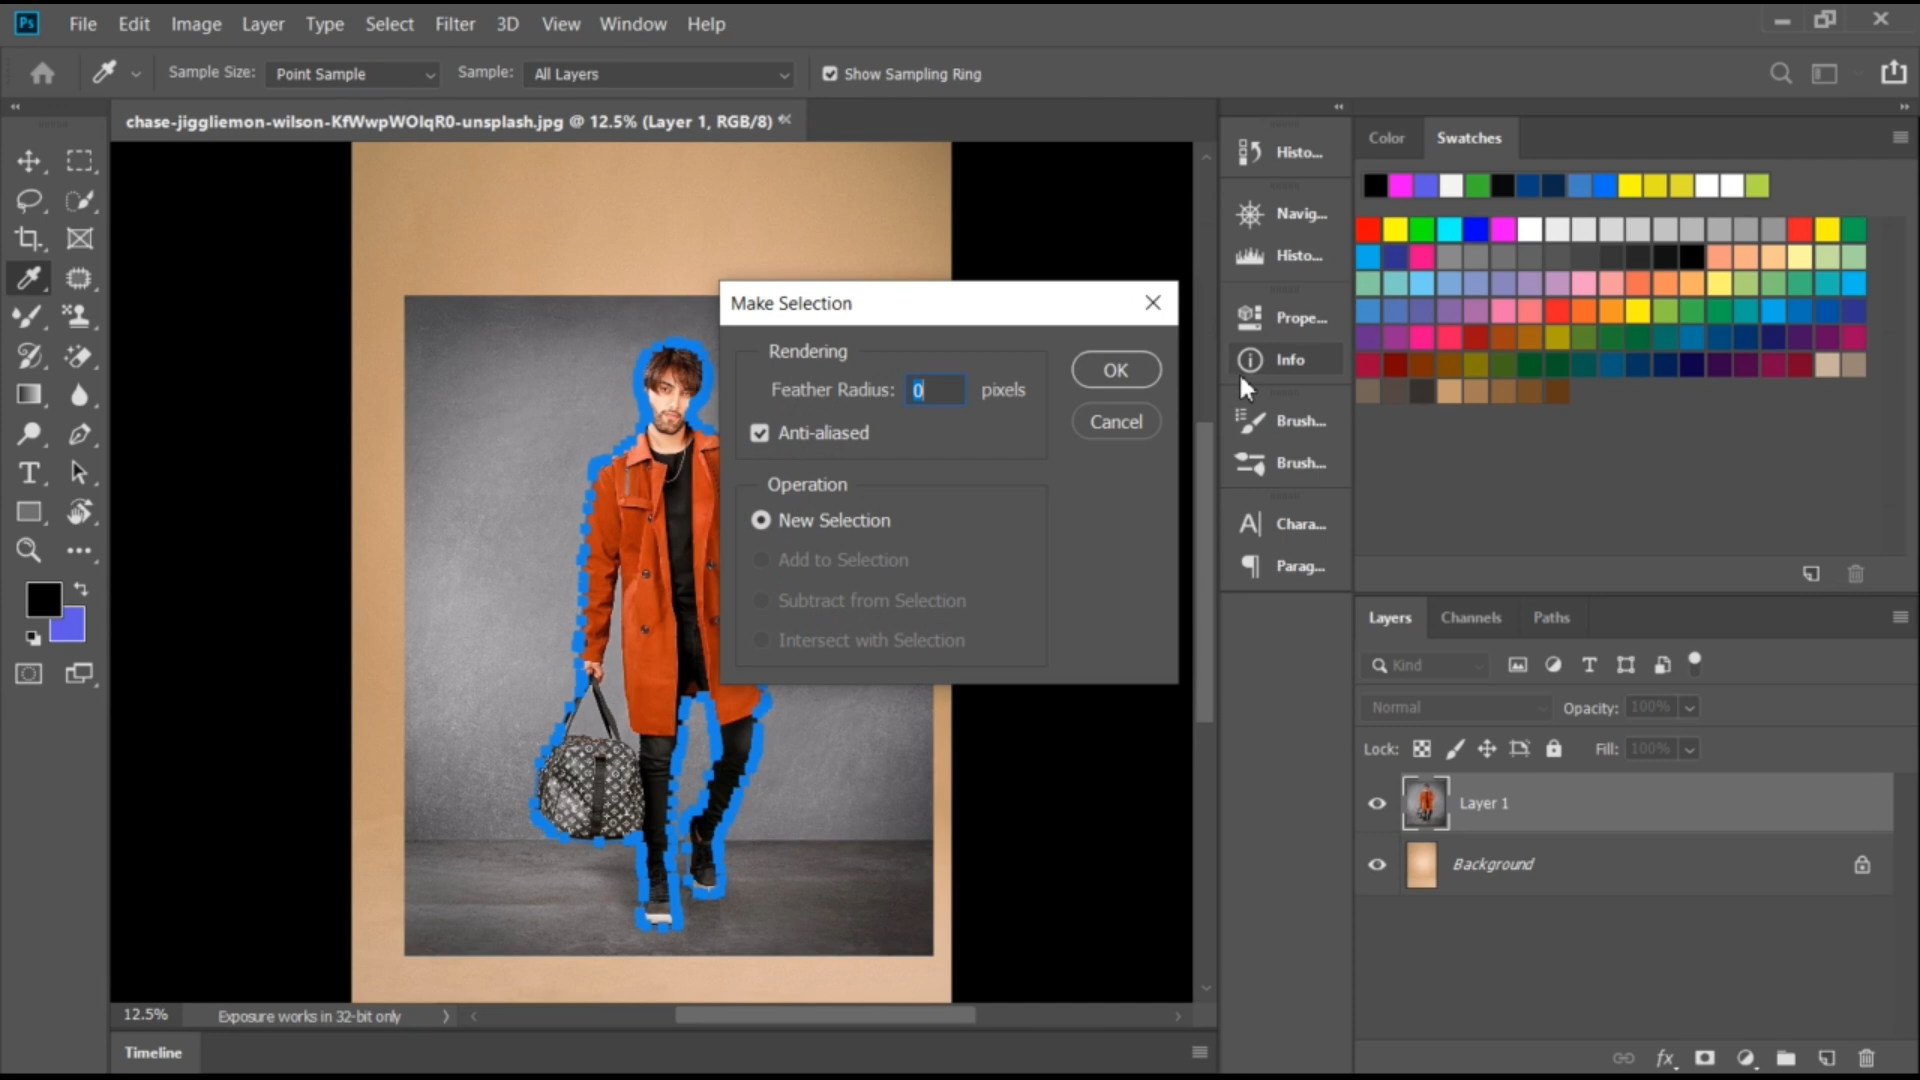 Ps File Edit Image Layer Type Select Filter 3D View Window Help
Sample Size: Point Sample Sample: All Layers Show Sampling Ring
chase-jiggliemon-wilson-KfWwpWOIqR0-unsplash.jpg @ 12.5% (Layer 1, RGB/8) *
Make Selection
Rendering
Feather Radius: 0 pixels
Anti-aliased
OK
Cancel
Operation
New Selection
Add to Selection
Subtract from Selection
Intersect with Selection
12.5% Exposure works in 32-bit only
Timeline
Histo...
Navig...
Histo...
Prope...
Info
Brush...
Brush...
Chara...
Parag...
Color Swatches
Layers Channels Paths
Kind
Normal Opacity: 100%
Lock: Fill: 100%
Layer 1
Background
fx